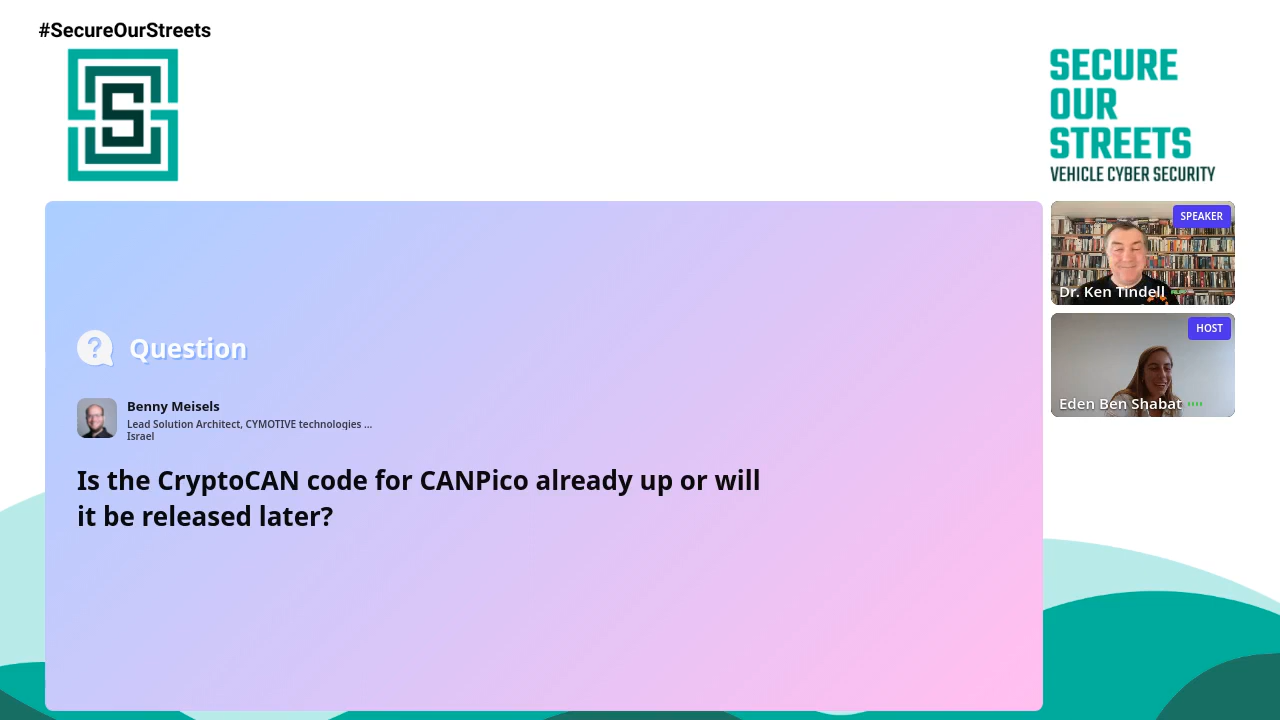 #SecureOurStreets
S
SECURE
OUR
STREETS
VEHICLE CYBER SECURITY
SPEAKER
Dr. Ken Tindell
HOST
Eden Ben Shabat
Question
Benny Meisels
Lead Solution Architect, CYMOTIVE technologies ...
Israel
Is the CryptoCAN code for CANPico already up or will
it be released later?